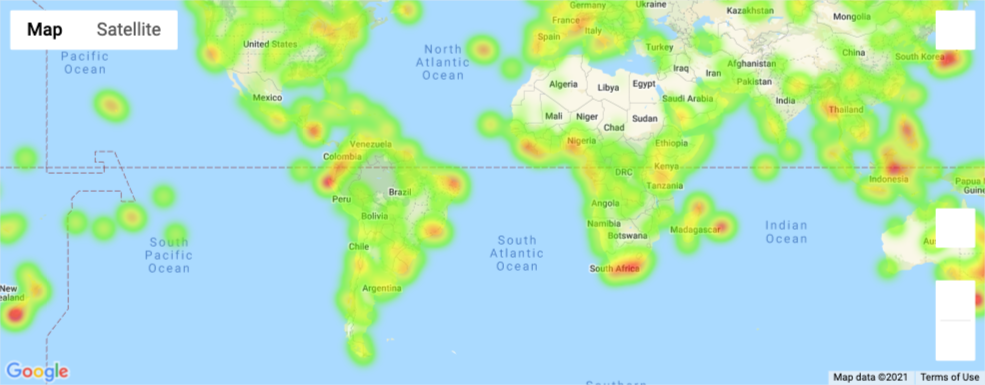 Map Satellite
Ukraine
Germany
Kazakhstan
Mongolia
France
Italy
Spain
United States
North
Atlantic
Ocean
Turkey
Afghanistan
China
South Korea
Pacific
Ocean
Iraq
Iran
Pakistan
Algeria
Libya
Egypt
Mexico
Saudi Arabia
India
Mali
Niger
Sudan
Thailand
Chad
Venezuela
Nigeria
Ethiopia
Colombia
Kenya
DRC
Indonesia
Papua
Guine
Tanzania
Peru
Brazil
Angola
Bolivia
Namibia
Madagascar
Indian
Ocean
Botswana
South
Pacific
Ocean
South
Atlantic
Ocean
Chile
Au
South Africa
New
ealand
Argentina
Google
Map data ©2021
Terms of Use